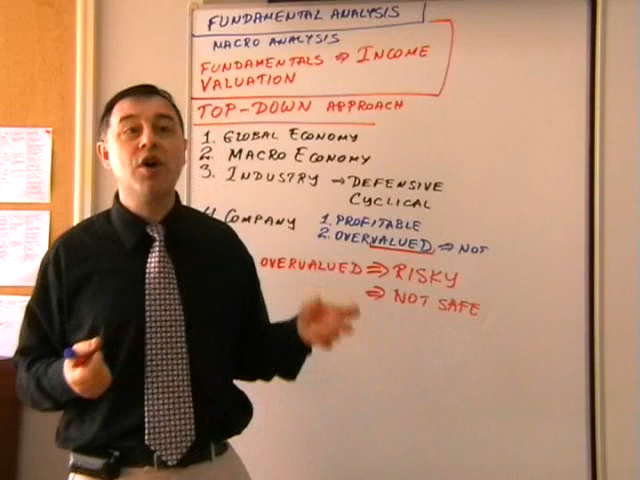 FUNDAMENTAL ANALYSIS
MACRO ANALYSIS
FUNDAMENTALS ⇒ INCOME
VALUATION
TOP-DOWN APPROACH
1. GLOBAL ECONOMY
2. MACRO ECONOMY
3. INDUSTRY → DEFENSIVE
CYCLICAL
4. COMPANY 1. PROFITABLE
2. OVERVALUED ⇒ NOT
OVERVALUED ⇒ RISKY
⇒ NOT SAFE